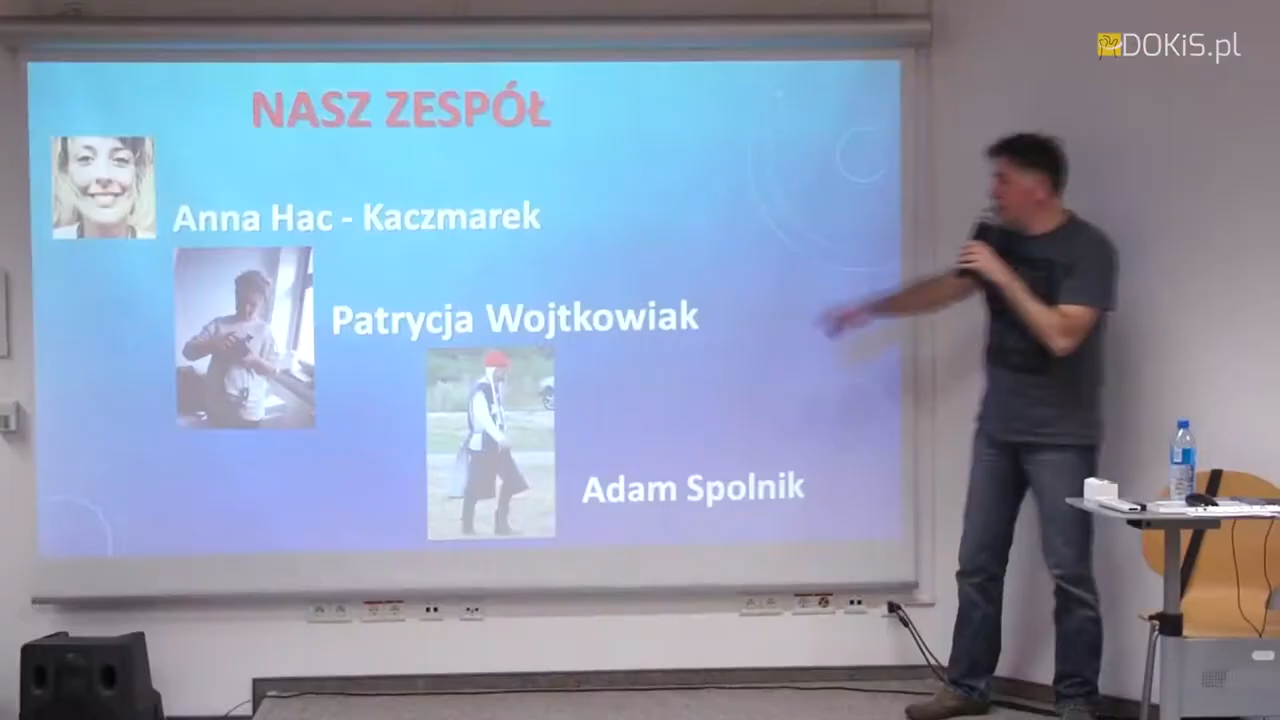 DOKiS.pl
NASZ ZESPÓŁ
Anna Hac - Kaczmarek
Patrycja Wojtkowiak
Adam Spolnik